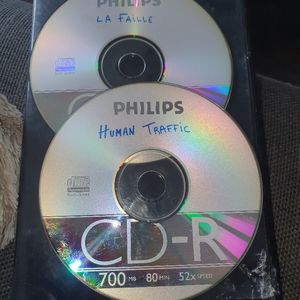 PHILIPS
LA FAILLE
PHILIPS
HUMAN TRAFFIC
CD-R
700 MB 80 MIN 52x SPEED